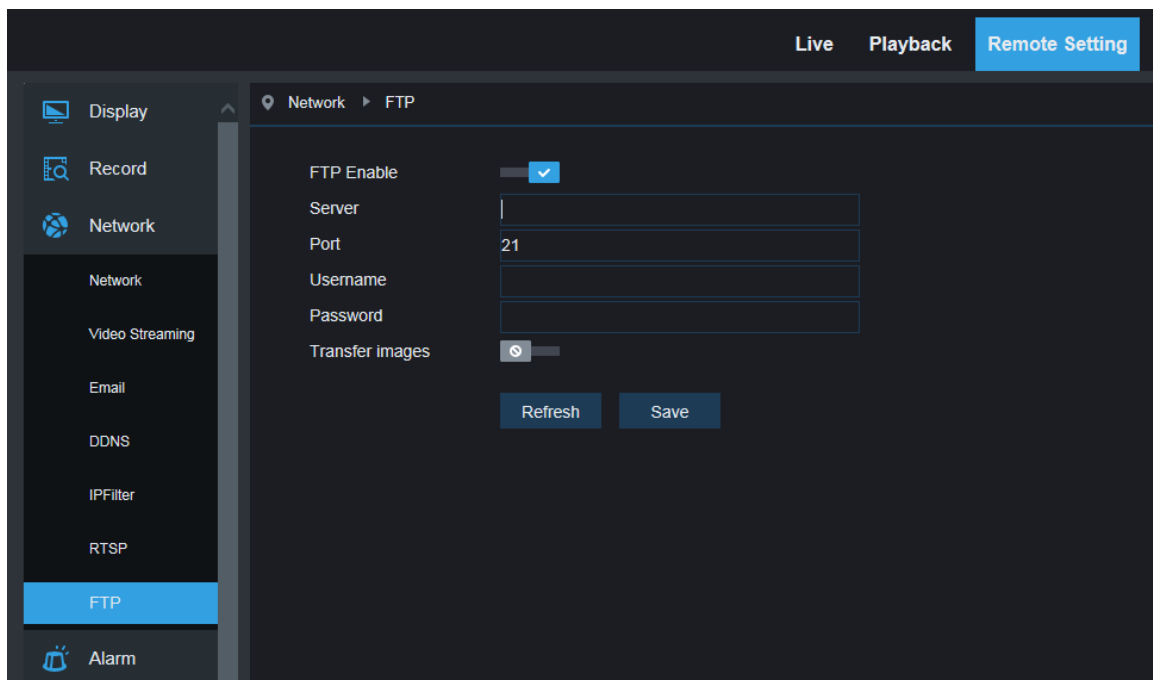 Live Playback Remote Setting
Display
Record
Network
Network
Video Streaming
Email
DDNS
IPFilter
RTSP
FTP
Alarm
Network FTP
FTP Enable
Server
Port 21
Username
Password
Transfer images
Refresh Save